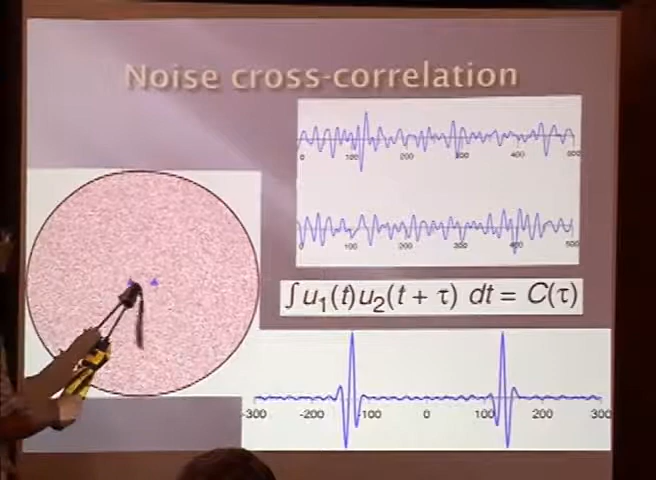 Noise cross-correlation
0 100 200 300 400 500
0 100 200 300 400 500
∫u₁(t)u₂(t + τ) dt = C(τ)
-300 -200 -100 0 100 200 300